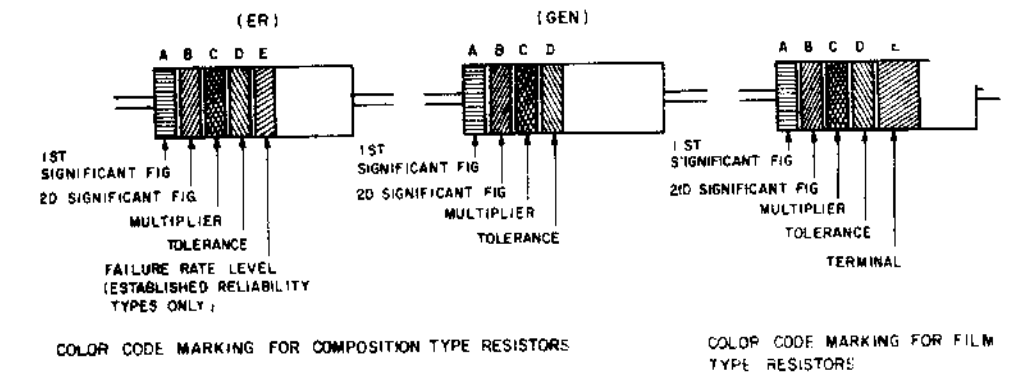 (ER)
A B C D E
1ST
SIGNIFICANT FIG
2D SIGNIFICANT FIG
MULTIPLIER
TOLERANCE
FAILURE RATE LEVEL
(ESTABLISHED RELIABILITY
TYPES ONLY)
(GEN)
A B C D
1ST
SIGNIFICANT FIG
2D SIGNIFICANT FIG
MULTIPLIER
TOLERANCE
COLOR CODE MARKING FOR COMPOSITION TYPE RESISTORS
A B C D E
1ST
SIGNIFICANT FIG
2D SIGNIFICANT FIG
MULTIPLIER
TOLERANCE
TERMINAL
COLOR CODE MARKING FOR FILM
TYPE RESISTORS